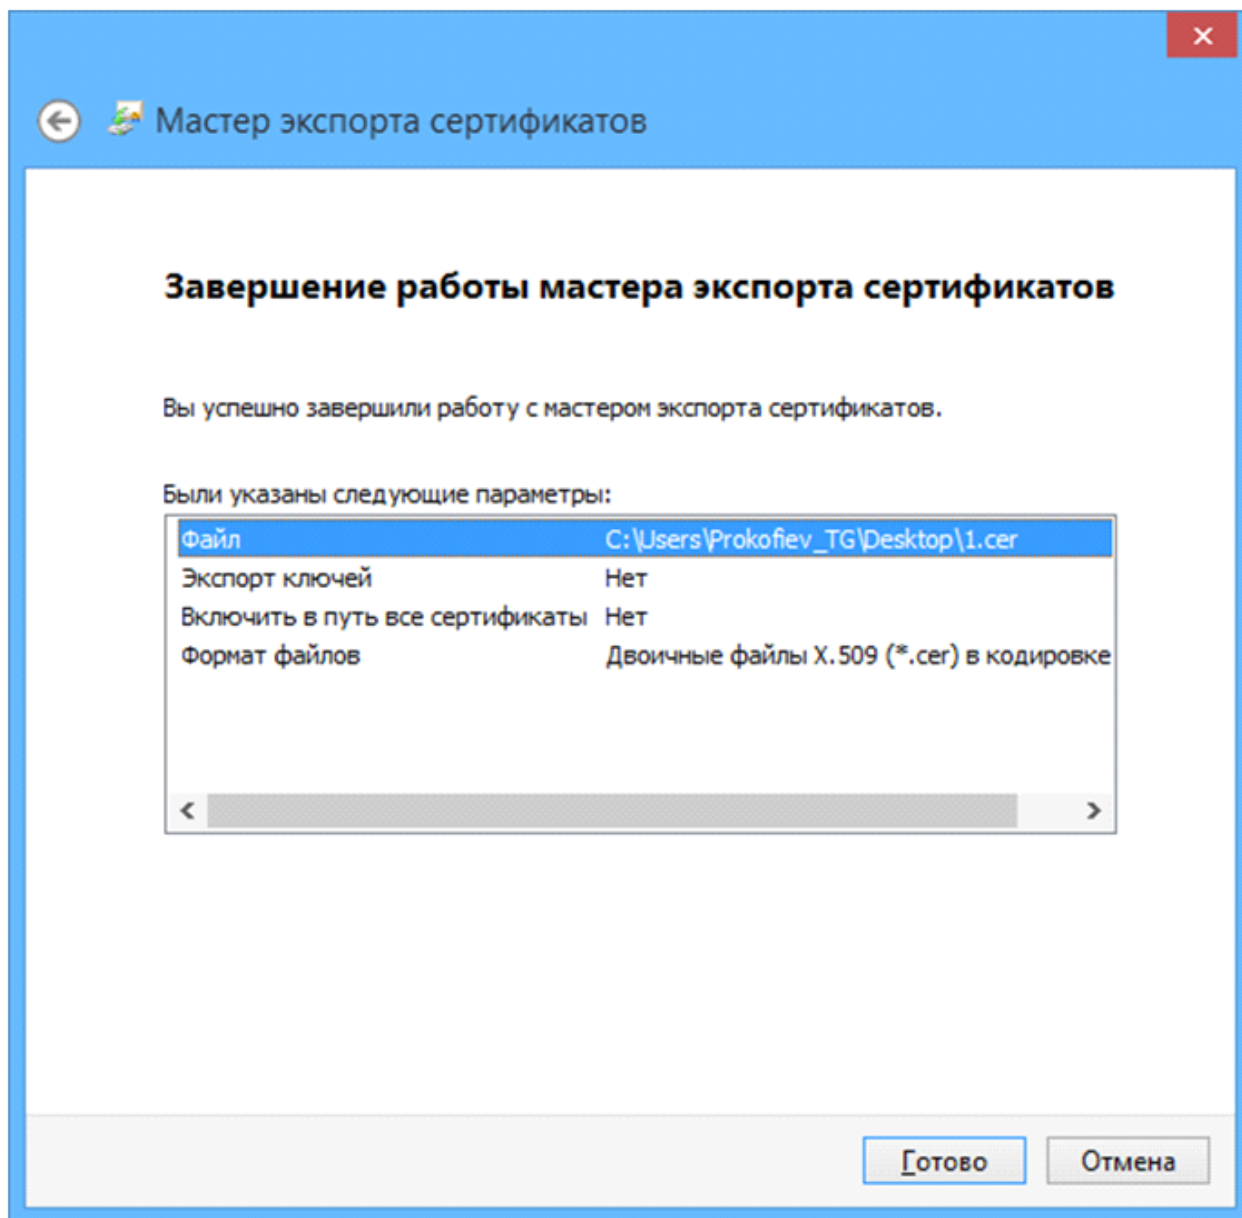 Мастер экспорта сертификатов
Завершение работы мастера экспорта сертификатов
Вы успешно завершили работу с мастером экспорта сертификатов.
Были указаны следующие параметры:
Файл C:\Users\Prokofiev_TG\Desktop\1.cer
Экспорт ключей Нет
Включить в путь все сертификаты Нет
Формат файлов Двоичные файлы X.509 (*.cer) в кодировке
Готово Отмена